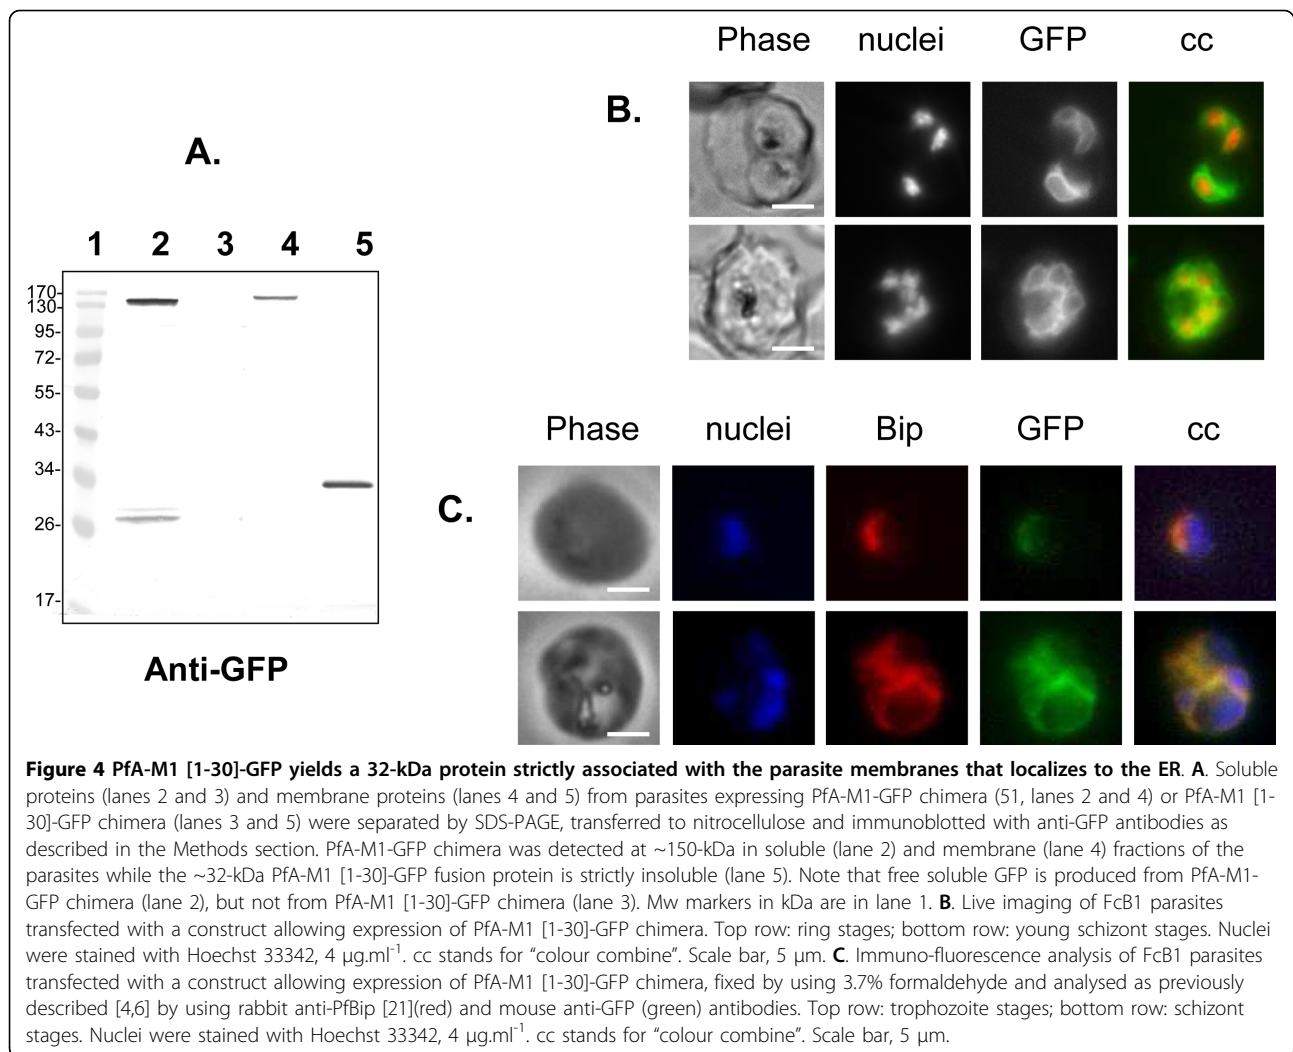 A.
1 2 3 4 5
170-
130-
95-
72-
55-
43-
34-
26-
17-
Anti-GFP
Phase nuclei GFP cc
B.
Phase nuclei Bip GFP cc
C.
Figure 4 PfA-M1 [1-30]-GFP yields a 32-kDa protein strictly associated with the parasite membranes that localizes to the ER. A. Soluble
proteins (lanes 2 and 3) and membrane proteins (lanes 4 and 5) from parasites expressing PfA-M1-GFP chimera (51, lanes 2 and 4) or PfA-M1 [1-
30]-GFP chimera (lanes 3 and 5) were separated by SDS-PAGE, transferred to nitrocellulose and immunoblotted with anti-GFP antibodies as
described in the Methods section. PfA-M1-GFP chimera was detected at ~150-kDa in soluble (lane 2) and membrane (lane 4) fractions of the
parasites while the ~32-kDa PfA-M1 [1-30]-GFP fusion protein is strictly insoluble (lane 5). Note that free soluble GFP is produced from PfA-M1-
GFP chimera (lane 2), but not from PfA-M1 [1-30]-GFP chimera (lane 3). Mw markers in kDa are in lane 1. B. Live imaging of FcB1 parasites
transfected with a construct allowing expression of PfA-M1 [1-30]-GFP chimera. Top row: ring stages; bottom row: young schizont stages. Nuclei
were stained with Hoechst 33342, 4 μg.ml⁻¹. cc stands for “colour combine”. Scale bar, 5 μm. C. Immuno-fluorescence analysis of FcB1 parasites
transfected with a construct allowing expression of PfA-M1 [1-30]-GFP chimera, fixed by using 3.7% formaldehyde and analysed as previously
described [4,6] by using rabbit anti-PfBip [21](red) and mouse anti-GFP (green) antibodies. Top row: trophozoite stages; bottom row: schizont
stages. Nuclei were stained with Hoechst 33342, 4 μg.ml⁻¹. cc stands for “colour combine”. Scale bar, 5 μm.